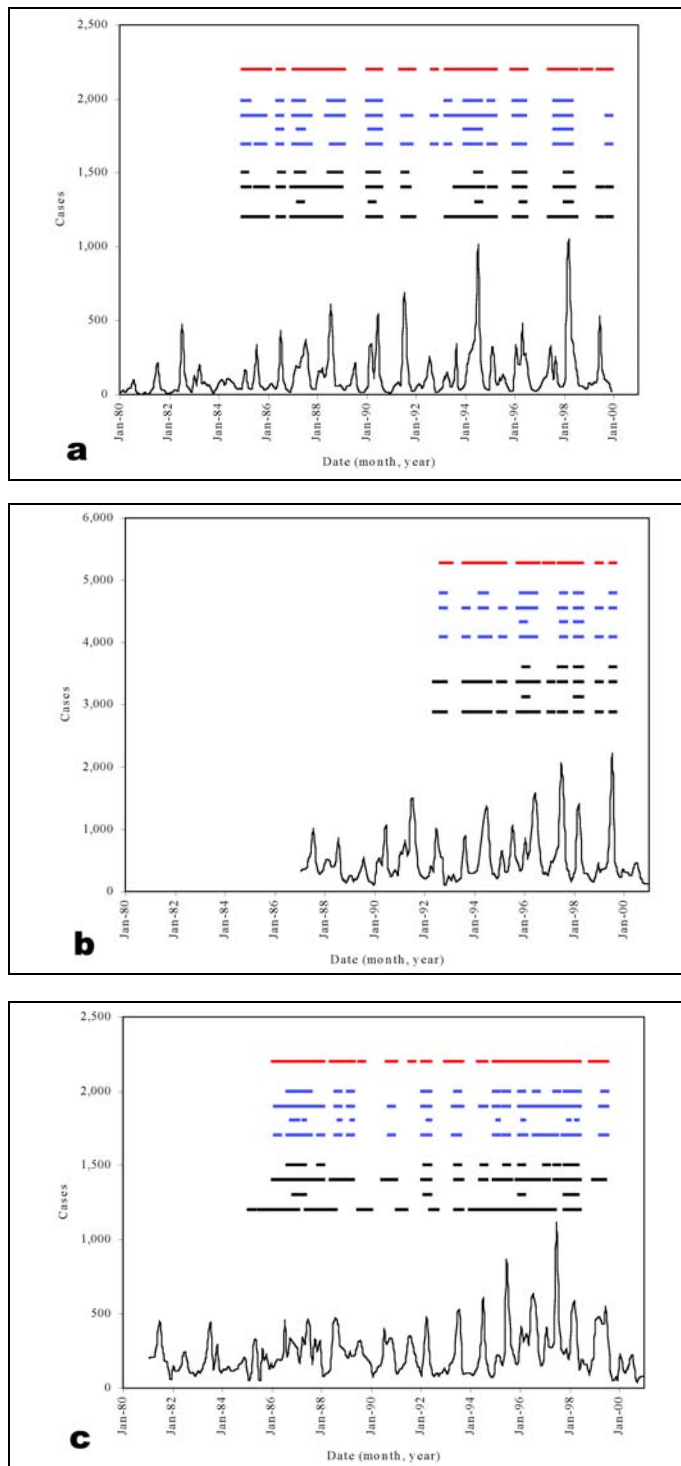 2,500
2,000
1,500
1,000
500
0
Cases
Jan-80
Jan-82
Jan-84
Jan-86
Jan-88
Jan-90
Jan-92
Jan-94
Jan-96
Jan-98
Jan-00
Date (month, year)
a
6,000
5,000
4,000
3,000
2,000
1,000
0
Cases
Jan-80
Jan-82
Jan-84
Jan-86
Jan-88
Jan-90
Jan-92
Jan-94
Jan-96
Jan-98
Jan-00
Date (month, year)
b
2,500
2,000
1,500
1,000
500
0
Cases
Jan-80
Jan-82
Jan-84
Jan-86
Jan-88
Jan-90
Jan-92
Jan-94
Jan-96
Jan-98
Jan-00
Date (month, year)
c